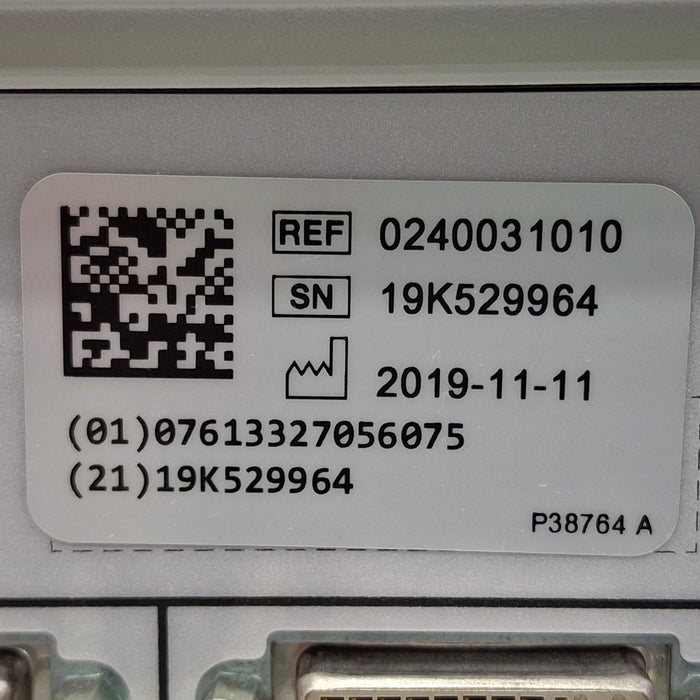 REF 0240031010
SN 19K529964
2019-11-11
(01)07613327056075
(21)19K529964
P38764 A